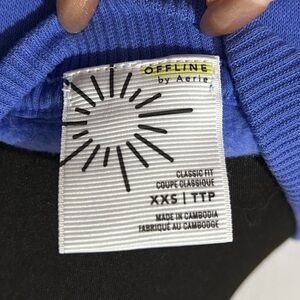 OFFLINE
by Aerie
CLASSIC FIT
COUPE CLASSIQUE
XXS | TTP
MADE IN CAMBODIA
FABRIQUÉ AU CAMBODGE